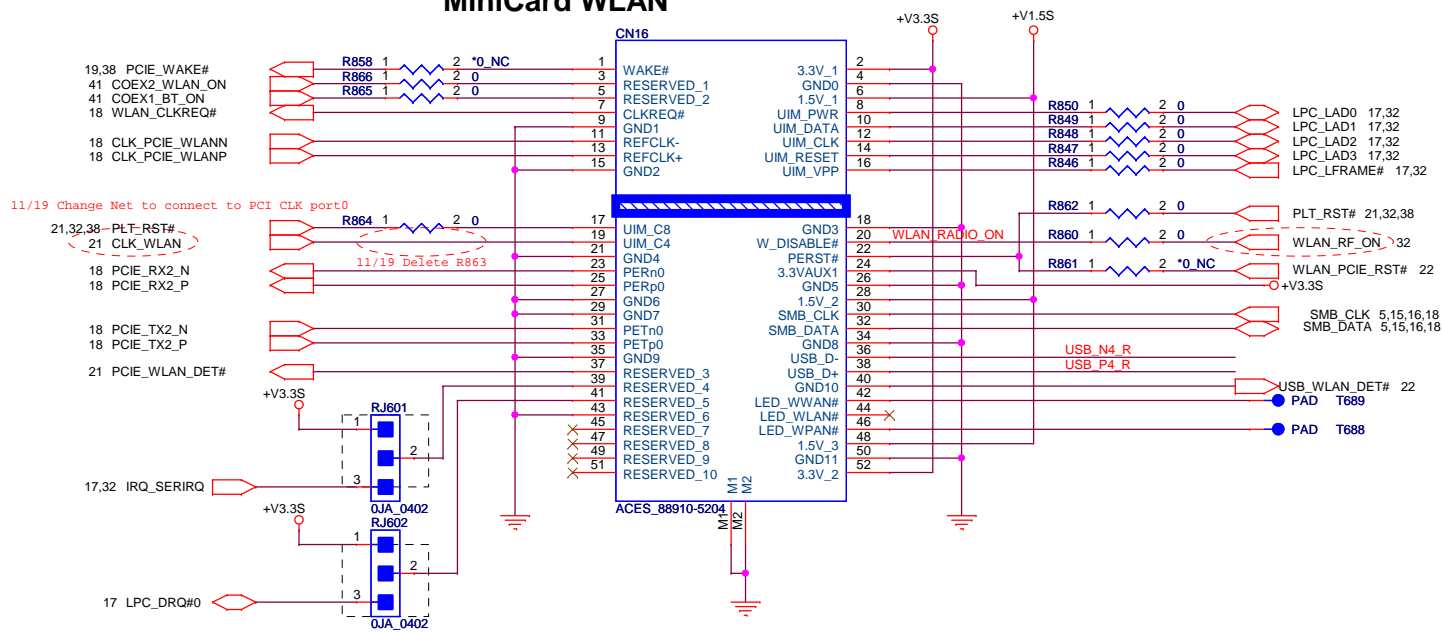 MiniCard WLAN
+V3.3S
+V1.5S
CN16
19,38 PCIE_WAKE# R858 1 2 *0_NC 1 WAKE# 3.3V_1 2
41 COEX2_WLAN_ON R866 1 2 0 3 RESERVED_1 GND0 4
41 COEX1_BT_ON R865 1 2 0 5 RESERVED_2 1.5V_1 6
18 WLAN_CLKREQ# 7 CLKREQ# UIM_PWR 8 R850 1 2 0 LPC_LAD0 17,32
9 GND1 UIM_DATA 10 R849 1 2 0 LPC_LAD1 17,32
18 CLK_PCIE_WLANN 11 REFCLK- UIM_CLK 12 R848 1 2 0 LPC_LAD2 17,32
18 CLK_PCIE_WLANP 13 REFCLK+ UIM_RESET 14 R847 1 2 0 LPC_LAD3 17,32
15 GND2 UIM_VPP 16 R846 1 2 0 LPC_LFRAME# 17,32
11/19 Change Net to connect to PCI CLK port0
R862 1 2 0 PLT_RST# 21,32,38
21,32,38 PLT_RST# R864 1 2 0 17 UIM_C8 GND3 18
21 CLK_WLAN 19 UIM_C4 W_DISABLE# 20 WLAN_RADIO_ON R860 1 2 0 WLAN_RF_ON 32
11/19 Delete R863
21 GND4 PERST# 22
18 PCIE_RX2_N 23 PERn0 3.3VAUX1 24 R861 1 2 *0_NC WLAN_PCIE_RST# 22
18 PCIE_RX2_P 25 PERp0 GND5 26 +V3.3S
27 GND6 1.5V_2 28
29 GND7 SMB_CLK 30 SMB_CLK 5,15,16,18
18 PCIE_TX2_N 31 PETn0 SMB_DATA 32 SMB_DATA 5,15,16,18
18 PCIE_TX2_P 33 PETp0 GND8 34
35 GND9 USB_D- 36 USB_N4_R
21 PCIE_WLAN_DET# 37 RESERVED_3 USB_D+ 38 USB_P4_R
39 RESERVED_4 GND10 40 USB_WLAN_DET# 22
41 RESERVED_5 LED_WWAN# 42 PAD T689
43 RESERVED_6 LED_WLAN# 44
45 RESERVED_7 LED_WPAN# 46 PAD T688
47 RESERVED_8 1.5V_3 48
49 RESERVED_9 GND11 50
51 RESERVED_10 3.3V_2 52
+V3.3S
RJ601
1
2
17,32 IRQ_SERIRQ 3
0JA_0402
M1
M2
ACES_88910-5204
M1
M2
+V3.3S
RJ602
1
2
17 LPC_DRQ#0 3
0JA_0402